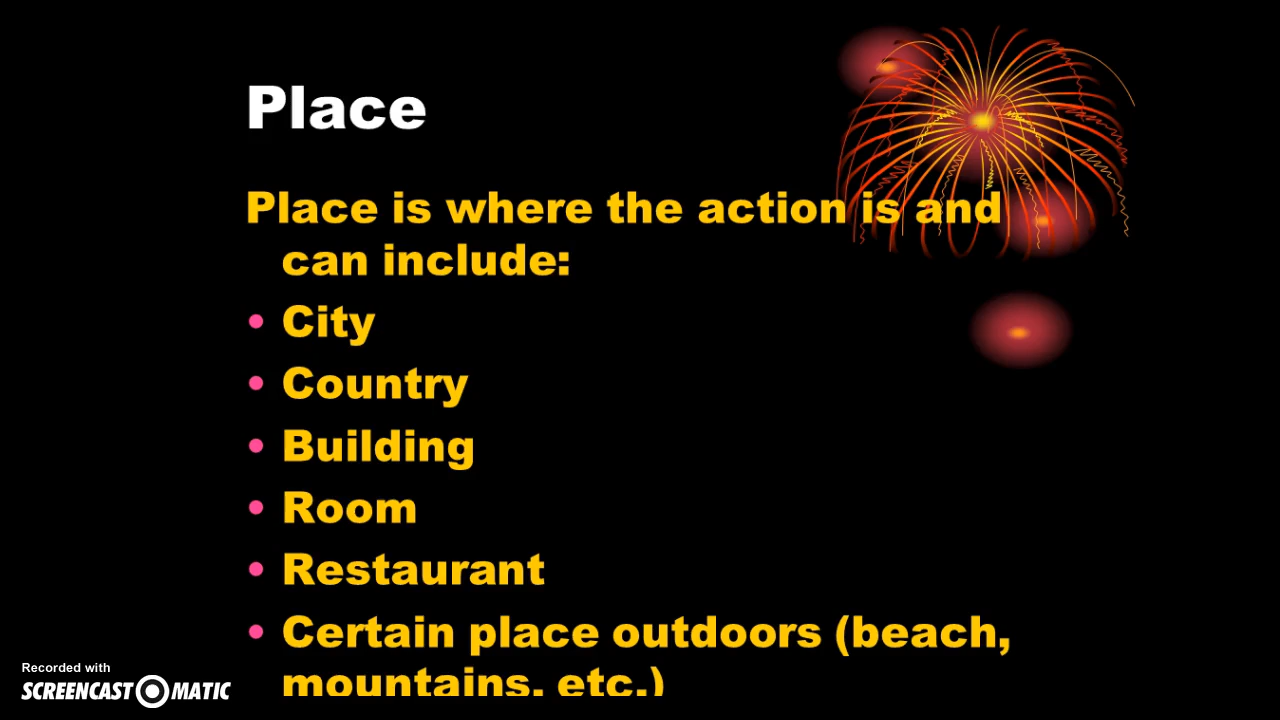 Place
Place is where the action is and
can include:
• City
• Country
• Building
• Room
• Restaurant
• Certain place outdoors (beach,
mountains, etc.)
Recorded with
SCREENCAST O MATIC